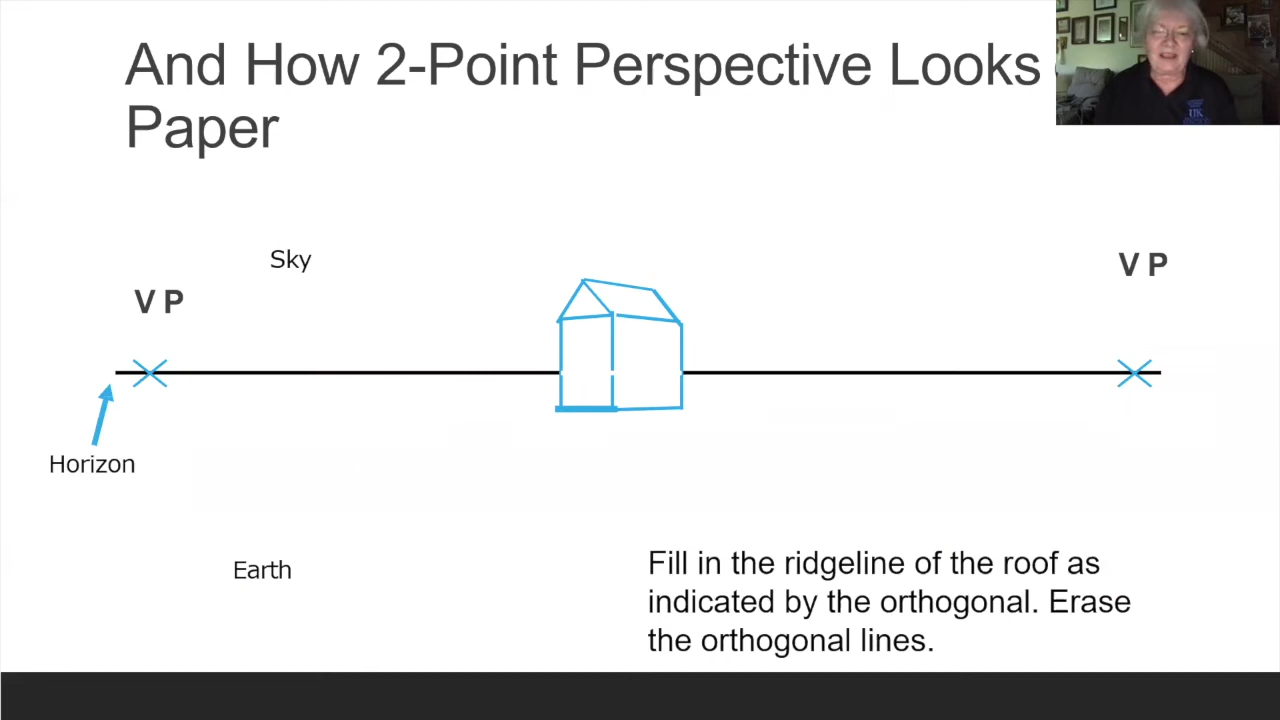 And How 2-Point Perspective Looks
Paper
Sky
V P
V P
Horizon
Earth
Fill in the ridgeline of the roof as
indicated by the orthogonal. Erase
the orthogonal lines.
UK